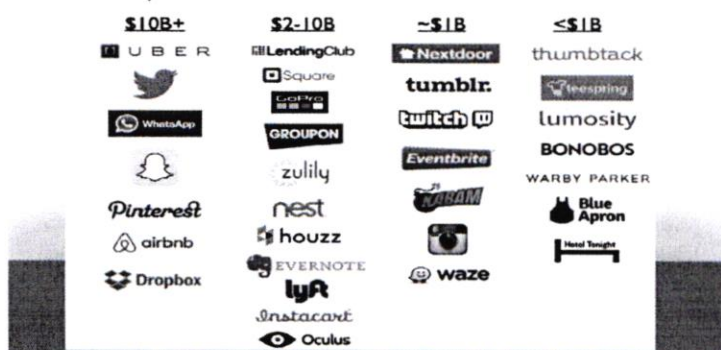 $10B+
UBER
WhatsApp
Pinterest
airbnb
Dropbox
$2-10B
LendingClub
Square
GoPro
GROUPON
zulily
nest
houzz
EVERNOTE
lyft
Instacart
Oculus
~$1B
Nextdoor
tumblr.
twitch
Eventbrite
KABAM
waze
<$1B
thumbtack
teespring
lumosity
BONOBOS
WARBY PARKER
Blue
Apron
Hotel Tonight